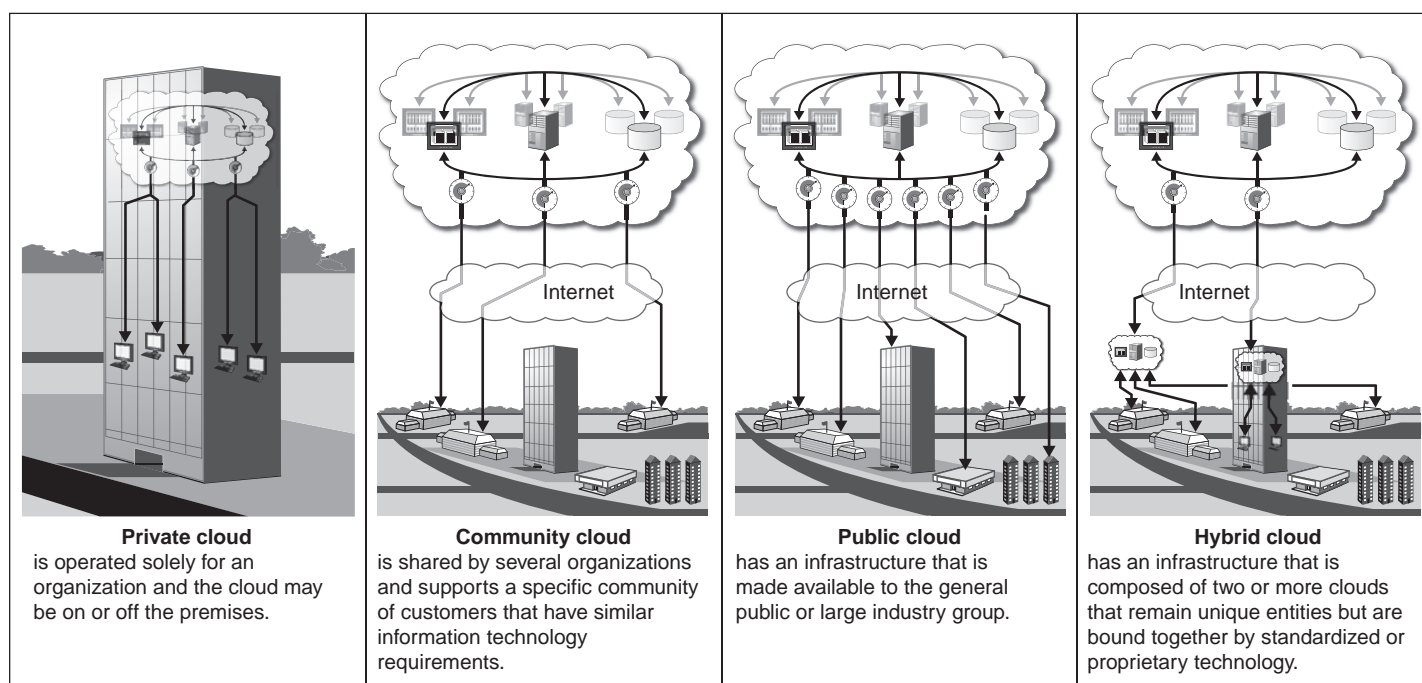 Internet
Internet
Internet
Private cloud
is operated solely for an
organization and the cloud may
be on or off the premises.
Community cloud
is shared by several organizations
and supports a specific community
of customers that have similar
information technology
requirements.
Public cloud
has an infrastructure that is
made available to the general
public or large industry group.
Hybrid cloud
has an infrastructure that is
composed of two or more clouds
that remain unique entities but are
bound together by standardized or
proprietary technology.